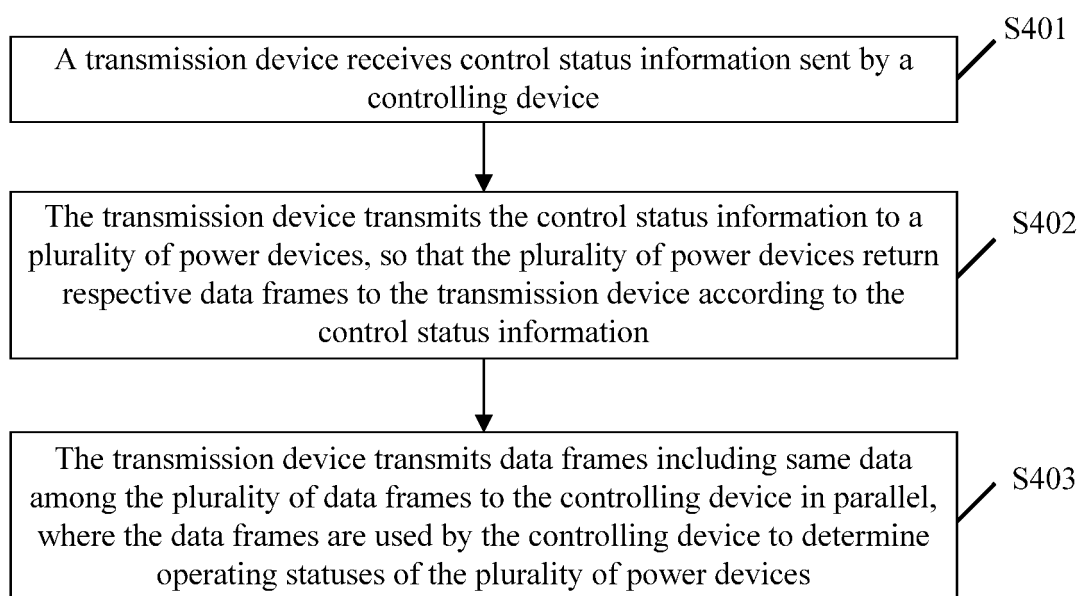 S401
A transmission device receives control status information sent by a
controlling device
S402
The transmission device transmits the control status information to a
plurality of power devices, so that the plurality of power devices return
respective data frames to the transmission device according to the
control status information
S403
The transmission device transmits data frames including same data
among the plurality of data frames to the controlling device in parallel,
where the data frames are used by the controlling device to determine
operating statuses of the plurality of power devices